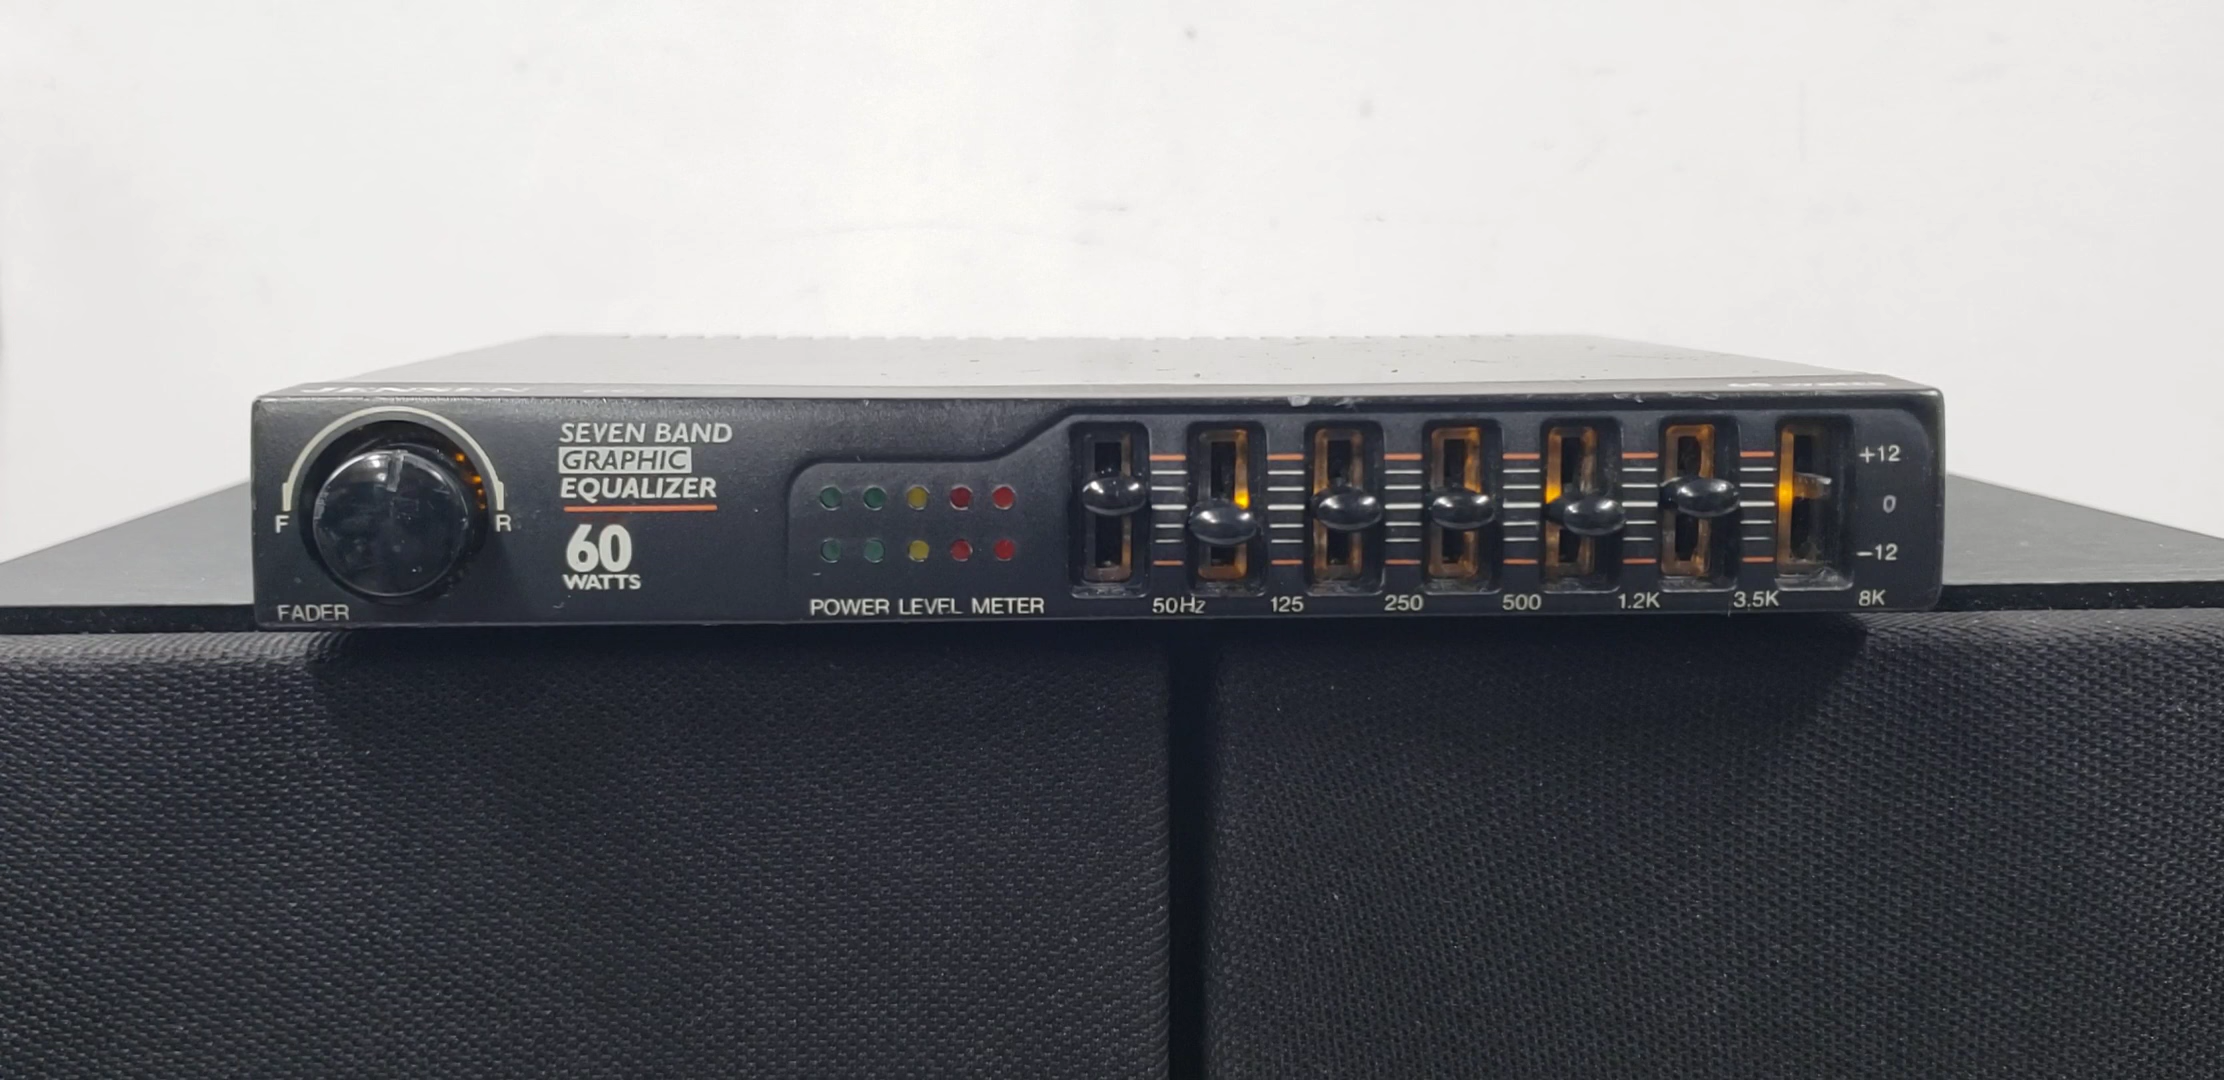 JENSEN
SEVEN BAND
GRAPHIC
EQUALIZER
60
WATTS
F
R
FADER
POWER LEVEL METER
50Hz 125 250 500 1.2K 3.5K 8K
+12
0
-12